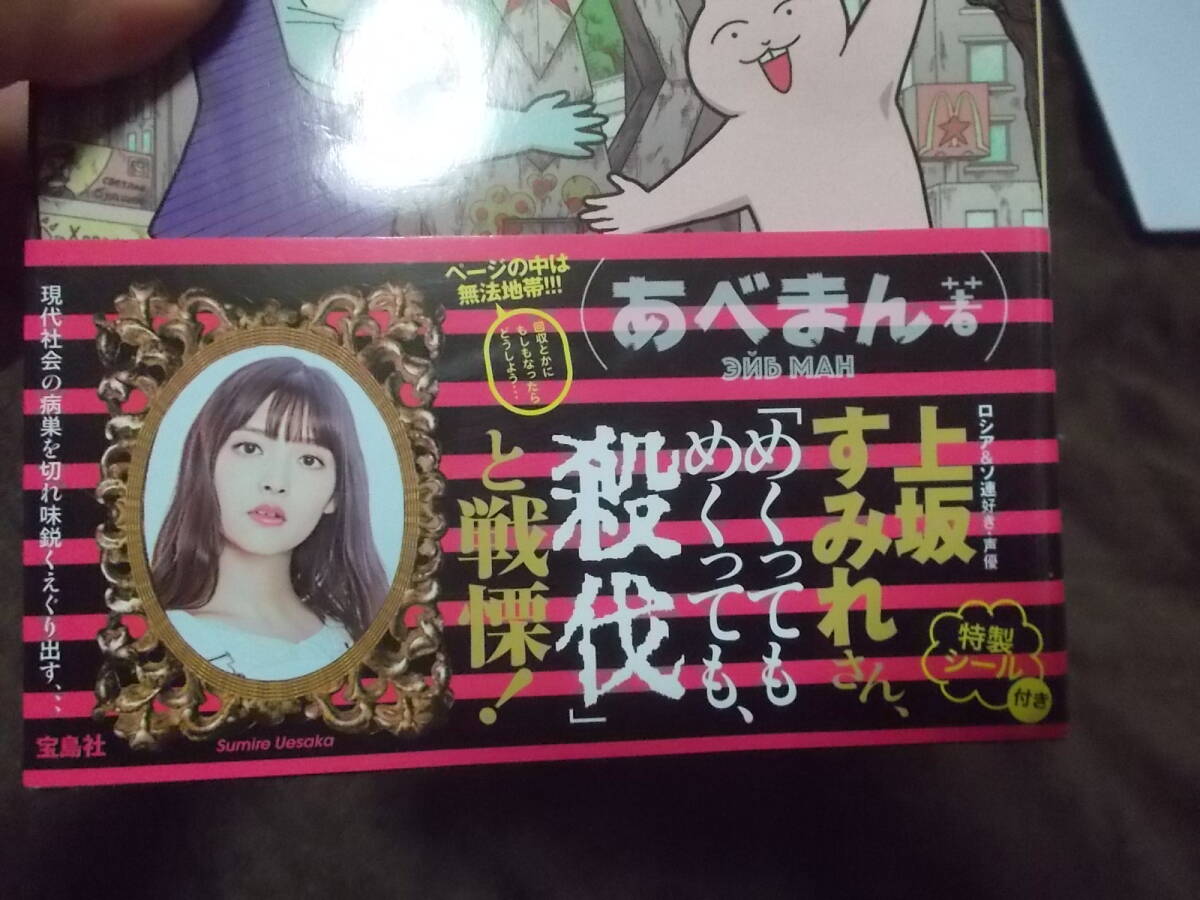 ページの中は
無法地帯!!!
回収とかに
もしもなったら
どうしよう…
(あべまん 著)
ЭЙБ МАН
ロシア&ソ連好き声優
上坂
すみれさん、
「めくっても
めくっても、
殺伐」
と戦慄!
特製
シール
付き
現代社会の病巣を切れ味鋭くえぐり出す、、、
宝島社
Sumire Uesaka